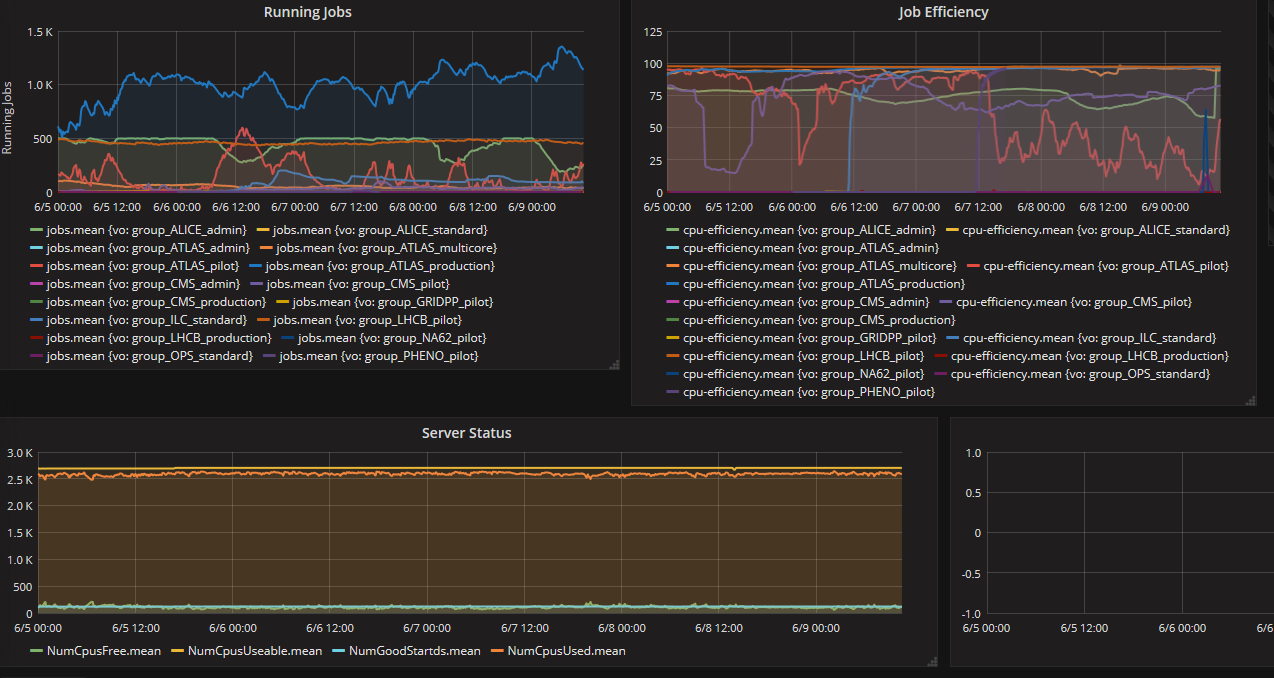 Running Jobs
Running Jobs
1.5 K
1.0 K
500
0
6/5 00:00 6/5 12:00 6/6 00:00 6/6 12:00 6/7 00:00 6/7 12:00 6/8 00:00 6/8 12:00 6/9 00:00
jobs.mean {vo: group_ALICE_admin} jobs.mean {vo: group_ALICE_standard}
jobs.mean {vo: group_ATLAS_admin} jobs.mean {vo: group_ATLAS_multicore}
jobs.mean {vo: group_ATLAS_pilot} jobs.mean {vo: group_ATLAS_production}
jobs.mean {vo: group_CMS_admin} jobs.mean {vo: group_CMS_pilot}
jobs.mean {vo: group_CMS_production} jobs.mean {vo: group_GRIDPP_pilot}
jobs.mean {vo: group_ILC_standard} jobs.mean {vo: group_LHCB_pilot}
jobs.mean {vo: group_LHCB_production} jobs.mean {vo: group_NA62_pilot}
jobs.mean {vo: group_OPS_standard} jobs.mean {vo: group_PHENO_pilot}
Job Efficiency
125
100
75
50
25
0
6/5 00:00 6/5 12:00 6/6 00:00 6/6 12:00 6/7 00:00 6/7 12:00 6/8 00:00 6/8 12:00 6/9 00:00
cpu-efficiency.mean {vo: group_ALICE_admin} cpu-efficiency.mean {vo: group_ALICE_standard}
cpu-efficiency.mean {vo: group_ATLAS_admin}
cpu-efficiency.mean {vo: group_ATLAS_multicore} cpu-efficiency.mean {vo: group_ATLAS_pilot}
cpu-efficiency.mean {vo: group_ATLAS_production}
cpu-efficiency.mean {vo: group_CMS_admin} cpu-efficiency.mean {vo: group_CMS_pilot}
cpu-efficiency.mean {vo: group_CMS_production}
cpu-efficiency.mean {vo: group_GRIDPP_pilot} cpu-efficiency.mean {vo: group_ILC_standard}
cpu-efficiency.mean {vo: group_LHCB_pilot} cpu-efficiency.mean {vo: group_LHCB_production}
cpu-efficiency.mean {vo: group_NA62_pilot} cpu-efficiency.mean {vo: group_OPS_standard}
cpu-efficiency.mean {vo: group_PHENO_pilot}
Server Status
3.0 K
2.5 K
2.0 K
1.5 K
1.0 K
500
0
6/5 00:00 6/5 12:00 6/6 00:00 6/6 12:00 6/7 00:00 6/7 12:00 6/8 00:00 6/8 12:00 6/9 00:00
NumCpusFree.mean NumCpusUseable.mean NumGoodStartds.mean NumCpusUsed.mean
1.0
0.5
0
-0.5
-1.0
6/5 00:00 6/5 12:00 6/6 00:00 6/6